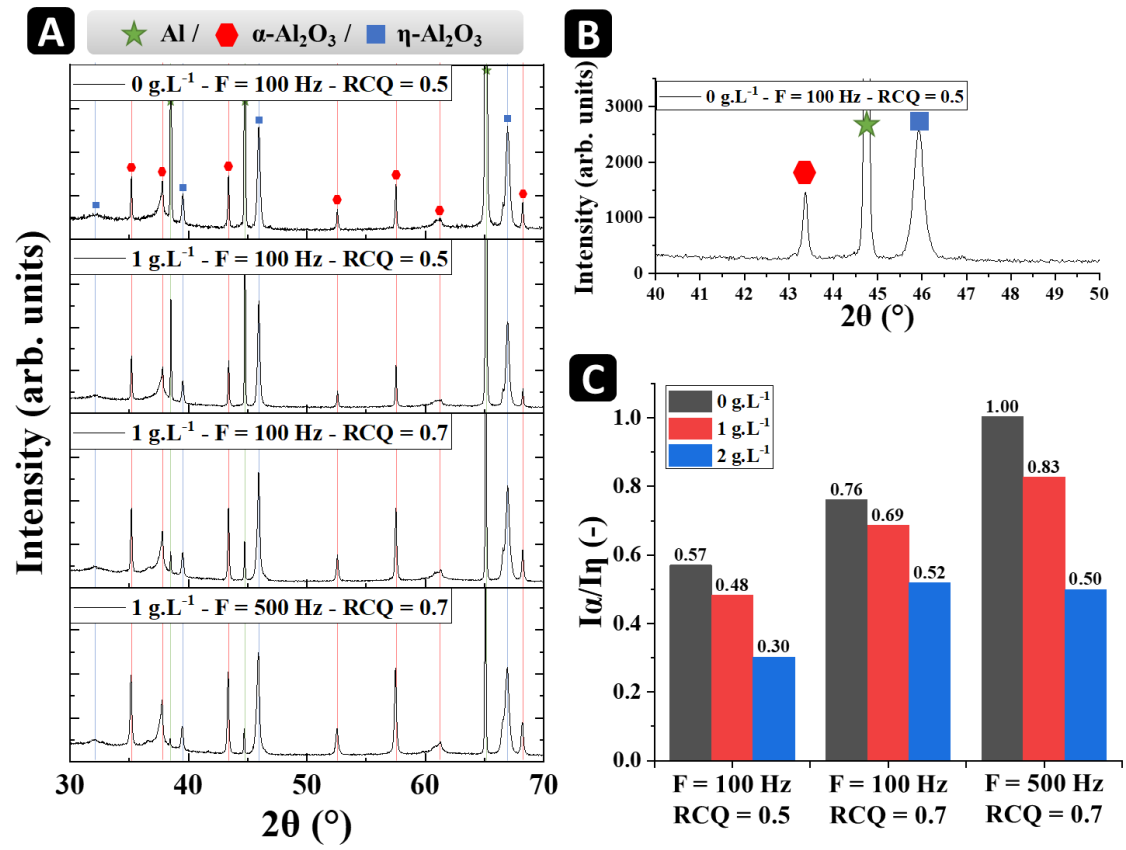 A
Al / α-Al₂O₃ / η-Al₂O₃
0 g.L⁻¹ - F = 100 Hz - RCQ = 0.5
1 g.L⁻¹ - F = 100 Hz - RCQ = 0.5
1 g.L⁻¹ - F = 100 Hz - RCQ = 0.7
1 g.L⁻¹ - F = 500 Hz - RCQ = 0.7
Intensity (arb. units)
30 40 50 60 70
2θ (°)
B
0 g.L⁻¹ - F = 100 Hz - RCQ = 0.5
Intensity (arb. units)
3000
2000
1000
0
40 41 42 43 44 45 46 47 48 49 50
2θ (°)
C
0 g.L⁻¹
1 g.L⁻¹
2 g.L⁻¹
Iα/Iη (-)
1.0
0.8
0.6
0.4
0.2
0.0
0.57 0.48 0.30
0.76 0.69 0.52
1.00 0.83 0.50
F = 100 Hz
RCQ = 0.5
F = 100 Hz
RCQ = 0.7
F = 500 Hz
RCQ = 0.7